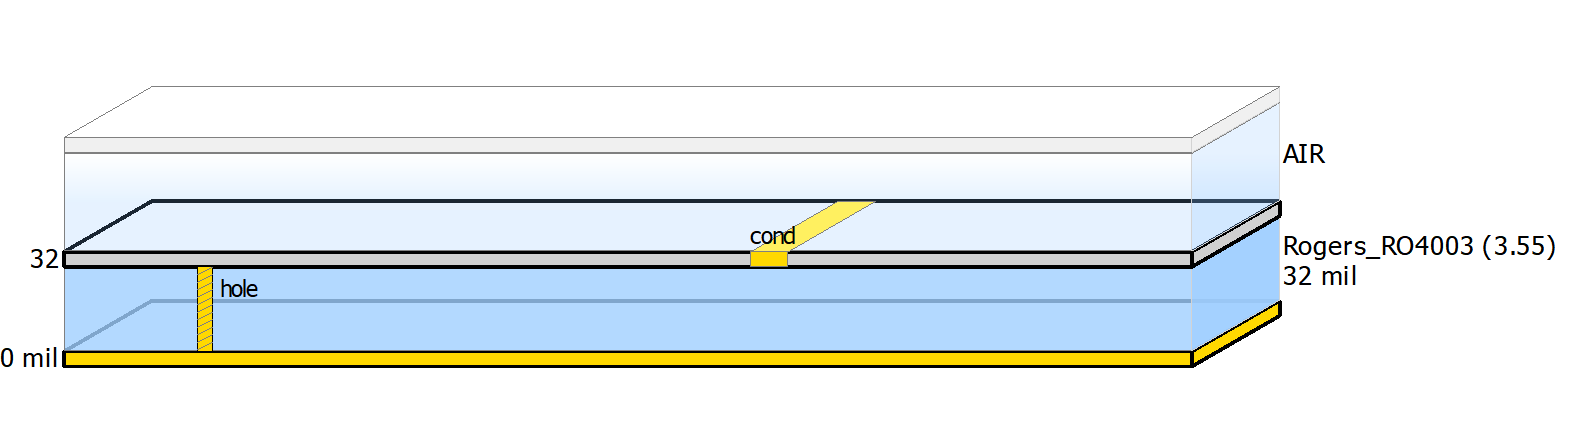 AIR
cond
32
Rogers_RO4003 (3.55)
32 mil
hole
0 mil